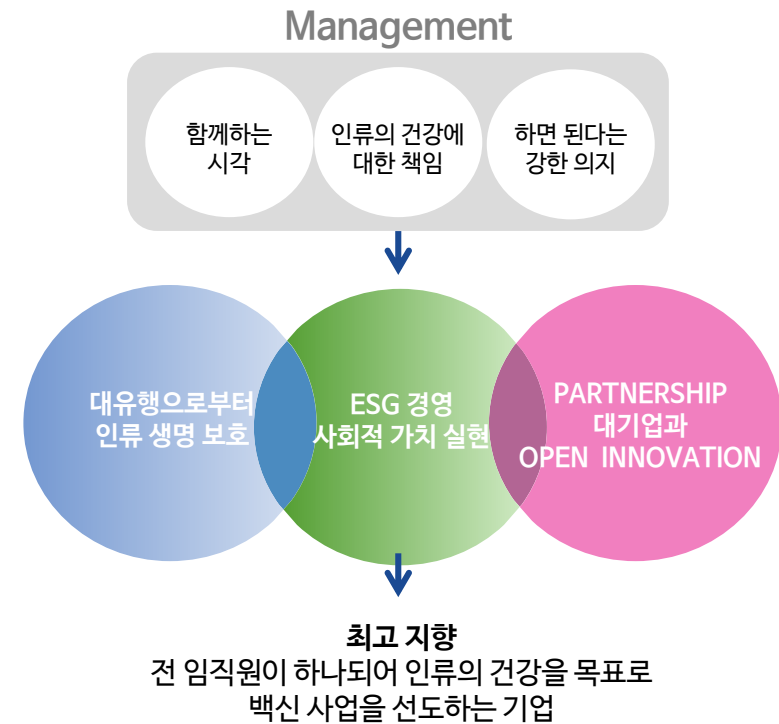 Management
함께하는
시각
인류의 건강에
대한 책임
하면 된다는
강한 의지
대유행으로부터
인류 생명 보호
ESG 경영
사회적 가치 실현
PARTNERSHIP
대기업과
OPEN INNOVATION
최고 지향
전 임직원이 하나되어 인류의 건강을 목표로
백신 사업을 선도하는 기업